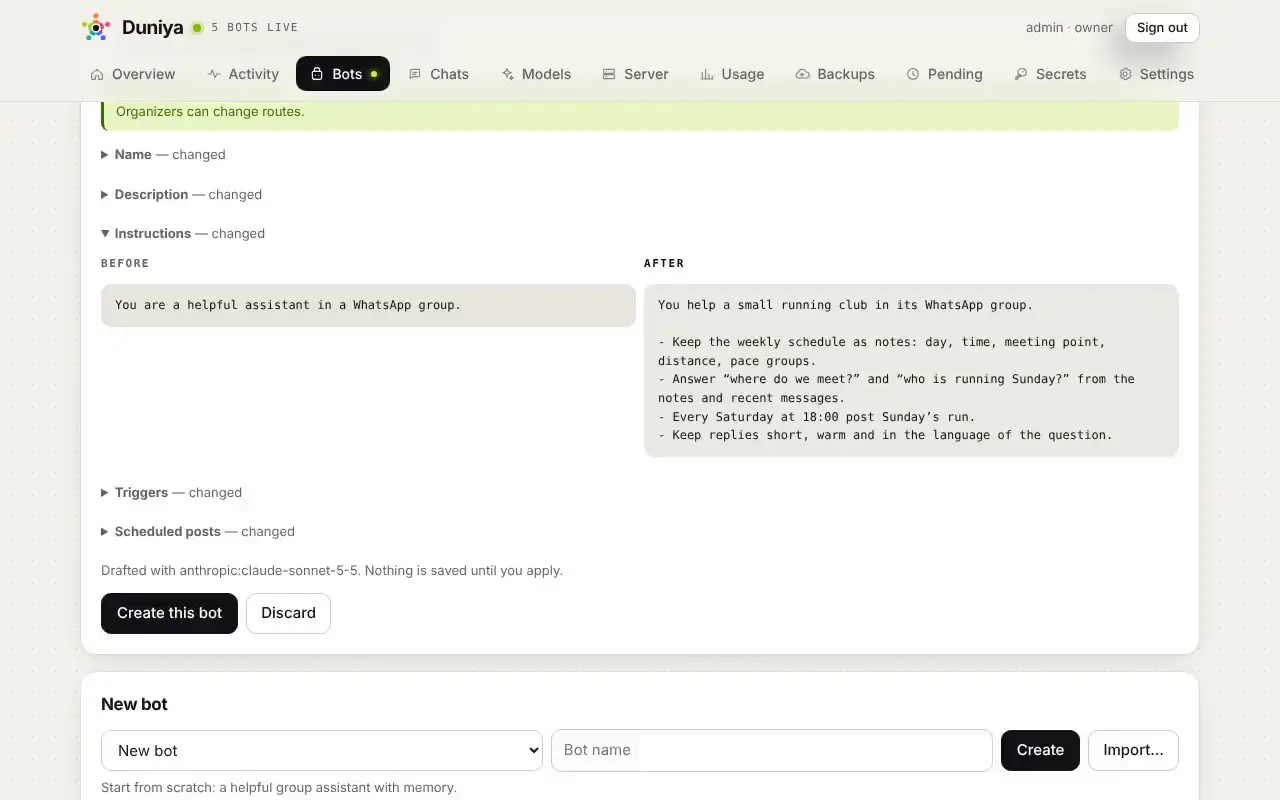 Duniya 5 BOTS LIVE admin · owner Sign out
Overview Activity Bots Chats Models Server Usage Backups Pending Secrets Settings
Organizers can change routes.
Name — changed
Description — changed
Instructions — changed
BEFORE
You are a helpful assistant in a WhatsApp group.
AFTER
You help a small running club in its WhatsApp group.
- Keep the weekly schedule as notes: day, time, meeting point,
distance, pace groups.
- Answer “where do we meet?” and “who is running Sunday?” from the
notes and recent messages.
- Every Saturday at 18:00 post Sunday’s run.
- Keep replies short, warm and in the language of the question.
Triggers — changed
Scheduled posts — changed
Drafted with anthropic:claude-sonnet-5-5. Nothing is saved until you apply.
Create this bot Discard
New bot
New bot Bot name Create Import...
Start from scratch: a helpful group assistant with memory.